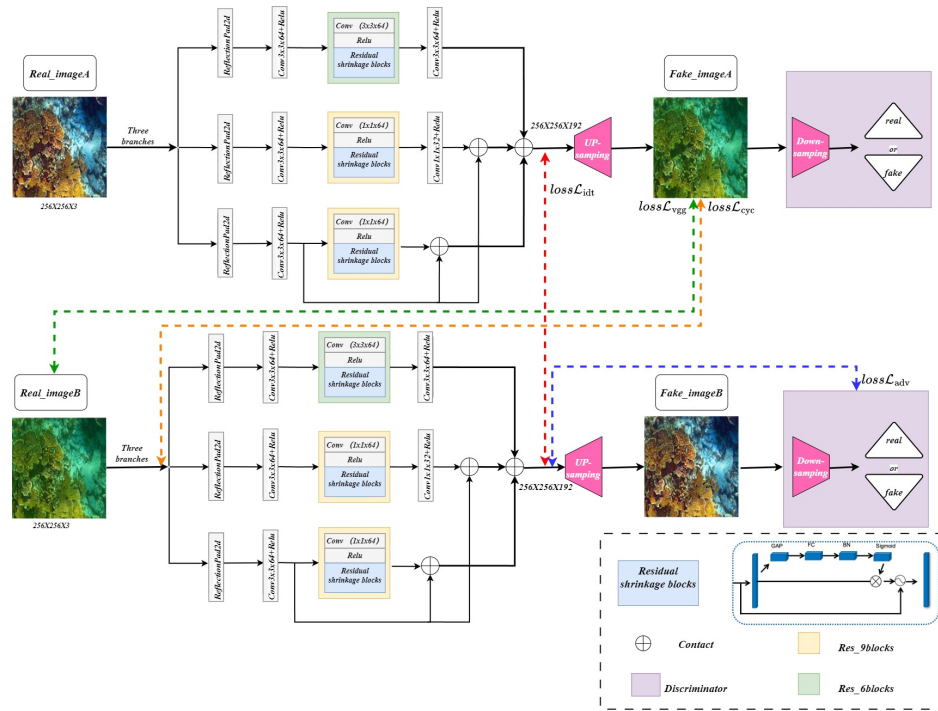 Real_imageA
256X256X3
Three
branches
ReflectionPad2d
Conv3x3x64+Relu
Conv (3x3x64)
Relu
Residual
shrinkage blocks
Conv3x3x64+Relu
ReflectionPad2d
Conv3x3x64+Relu
Conv (1x1x64)
Relu
Residual
shrinkage blocks
Conv1x1x32+Relu
ReflectionPad2d
Conv3x3x64+Relu
Conv (1x1x64)
Relu
Residual
shrinkage blocks
256X256X192
UP-
samping
Fake_imageA
Down-
samping
real
or
fake
lossL_idt
lossL_vgg
lossL_cyc
Real_imageB
256X256X3
Three
branches
ReflectionPad2d
Conv3x3x64+Relu
Conv (3x3x64)
Relu
Residual
shrinkage blocks
Conv3x3x64+Relu
ReflectionPad2d
Conv3x3x64+Relu
Conv (1x1x64)
Relu
Residual
shrinkage blocks
Conv1x1x32+Relu
ReflectionPad2d
Conv3x3x64+Relu
Conv (1x1x64)
Relu
Residual
shrinkage blocks
256X256X192
UP-
samping
Fake_imageB
lossL_adv
Down-
samping
real
or
fake
Residual
shrinkage blocks
GAP
FC
BN
Sigmoid
Contact
Res_9blocks
Discriminator
Res_6blocks